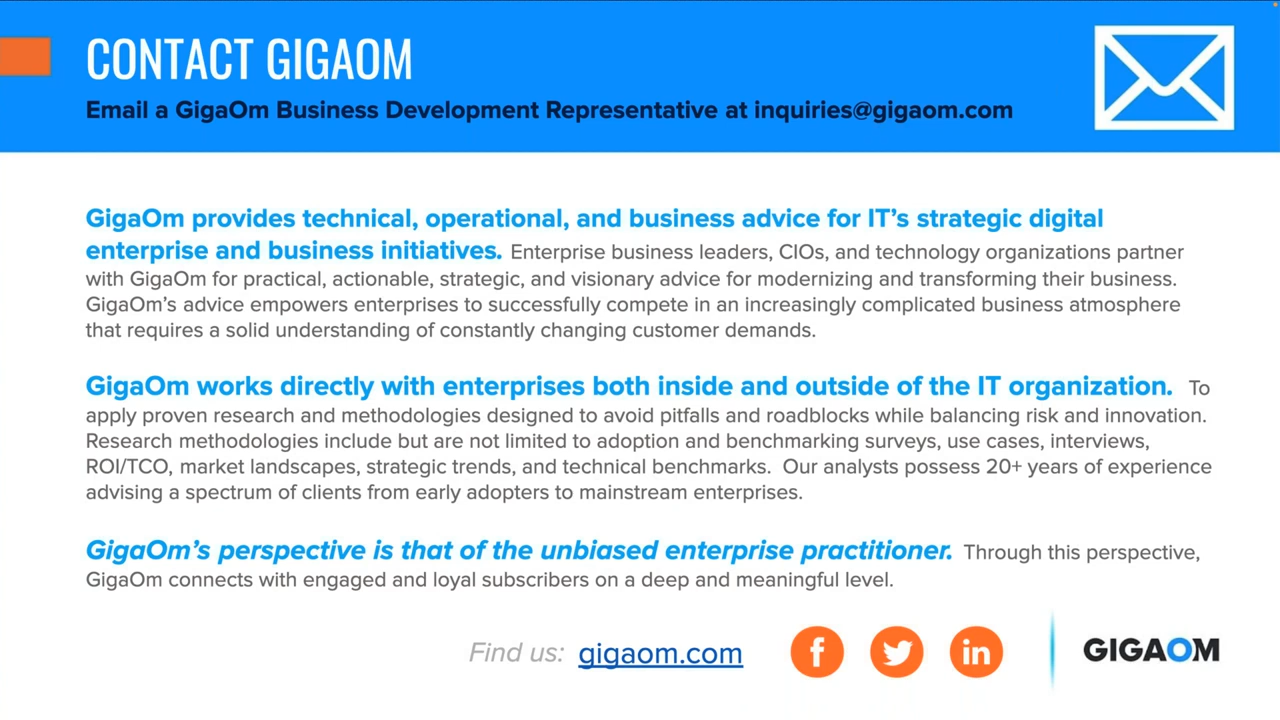 CONTACT GIGAOM
Email a GigaOm Business Development Representative at inquiries@gigaom.com
GigaOm provides technical, operational, and business advice for IT’s strategic digital
enterprise and business initiatives. Enterprise business leaders, CIOs, and technology organizations partner
with GigaOm for practical, actionable, strategic, and visionary advice for modernizing and transforming their business.
GigaOm’s advice empowers enterprises to successfully compete in an increasingly complicated business atmosphere
that requires a solid understanding of constantly changing customer demands.
GigaOm works directly with enterprises both inside and outside of the IT organization. To
apply proven research and methodologies designed to avoid pitfalls and roadblocks while balancing risk and innovation.
Research methodologies include but are not limited to adoption and benchmarking surveys, use cases, interviews,
ROI/TCO, market landscapes, strategic trends, and technical benchmarks. Our analysts possess 20+ years of experience
advising a spectrum of clients from early adopters to mainstream enterprises.
GigaOm’s perspective is that of the unbiased enterprise practitioner. Through this perspective,
GigaOm connects with engaged and loyal subscribers on a deep and meaningful level.
Find us: gigaom.com f in GIGAOM